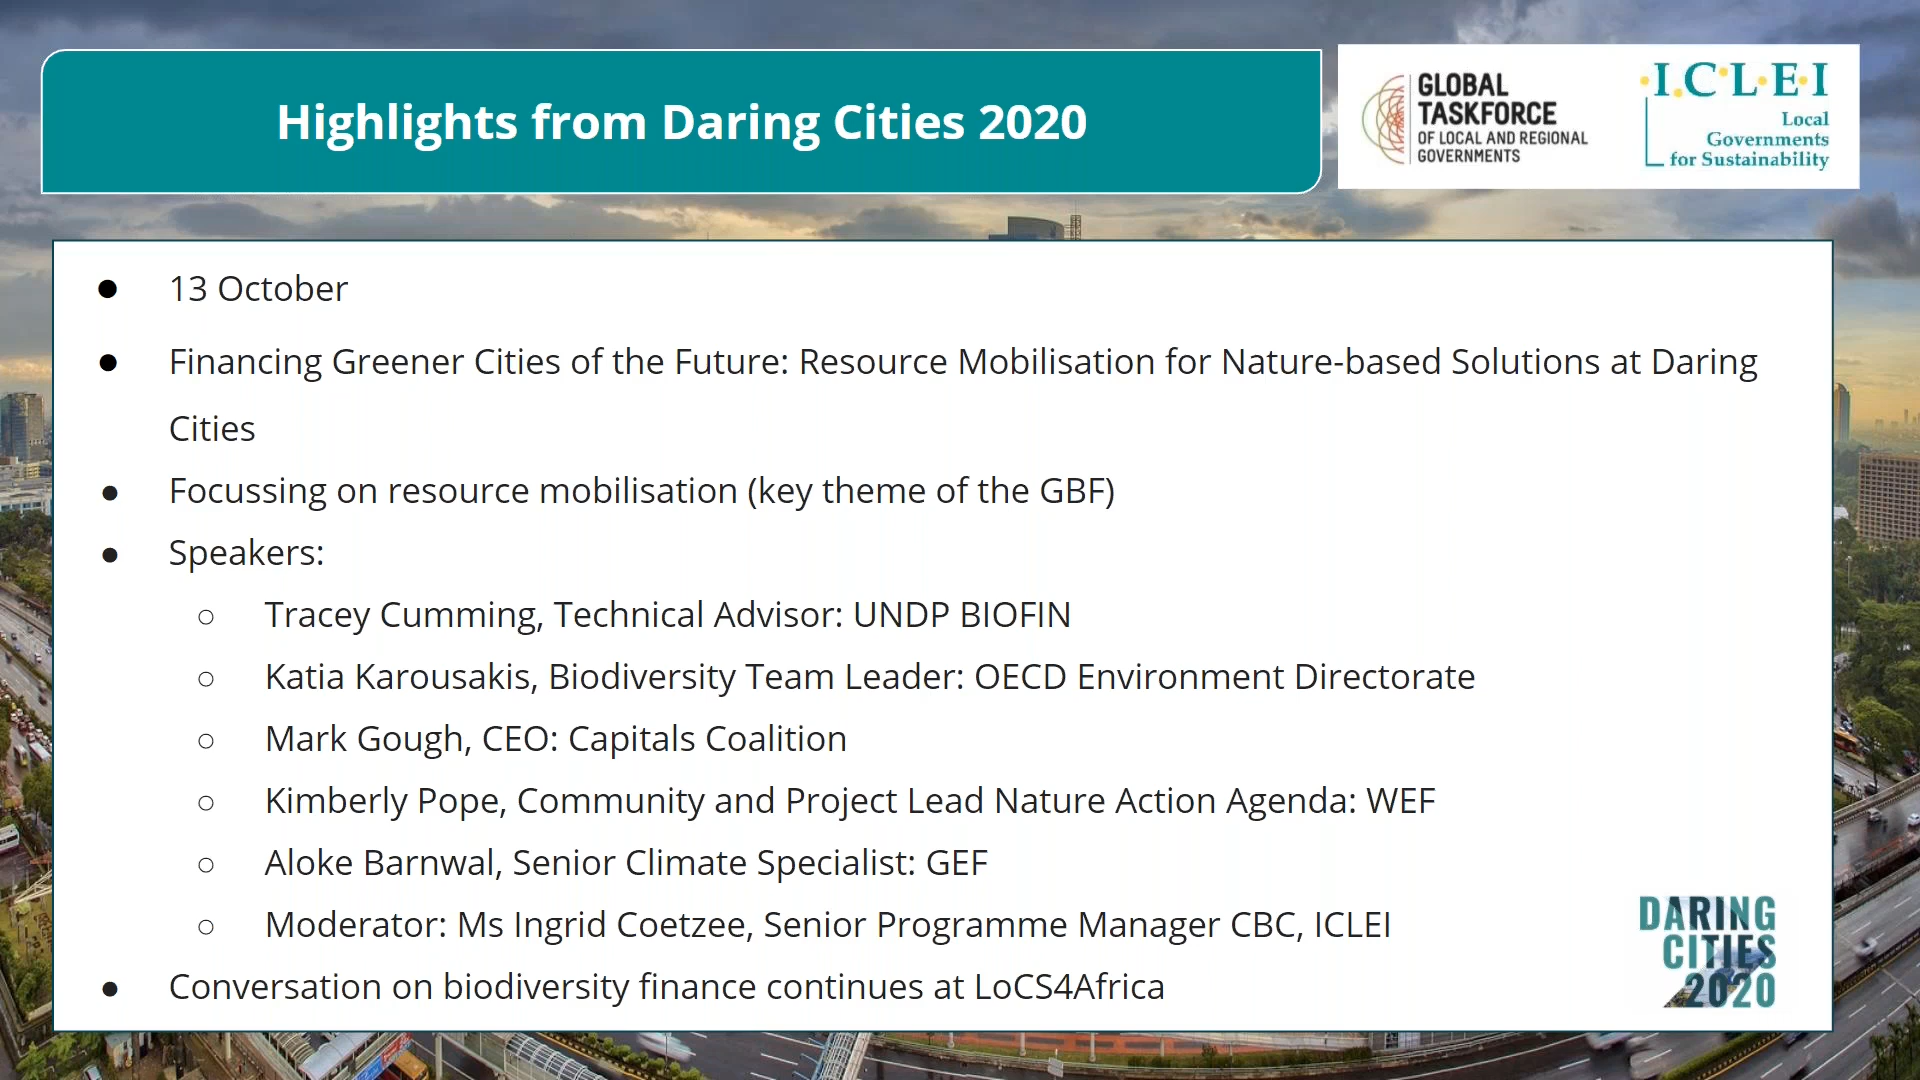 Highlights from Daring Cities 2020
GLOBAL
TASKFORCE
OF LOCAL AND REGIONAL
GOVERNMENTS
I.C.L.E.I
Local
Governments
for Sustainability
● 13 October
● Financing Greener Cities of the Future: Resource Mobilisation for Nature-based Solutions at Daring
Cities
● Focussing on resource mobilisation (key theme of the GBF)
● Speakers:
○ Tracey Cumming, Technical Advisor: UNDP BIOFIN
○ Katia Karousakis, Biodiversity Team Leader: OECD Environment Directorate
○ Mark Gough, CEO: Capitals Coalition
○ Kimberly Pope, Community and Project Lead Nature Action Agenda: WEF
○ Aloke Barnwal, Senior Climate Specialist: GEF
○ Moderator: Ms Ingrid Coetzee, Senior Programme Manager CBC, ICLEI
● Conversation on biodiversity finance continues at LoCS4Africa
DARING
CITIES
2020